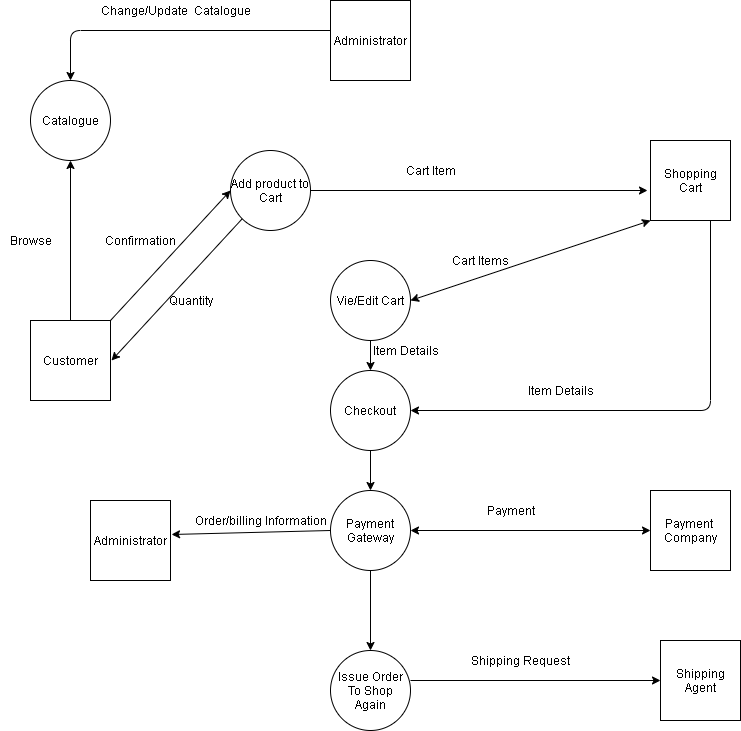 Change/Update  Catalogue
Administrator
Catalogue
Add product to
Cart
Cart Item
Shopping
Cart
Browse
Confirmation
Cart Items
Quantity
Vie/Edit Cart
Customer
Item Details
Item Details
Checkout
Order/billing Information
Payment
Administrator
Payment
Gateway
Payment
Company
Shipping Request
Issue Order
To Shop
Again
Shipping
Agent